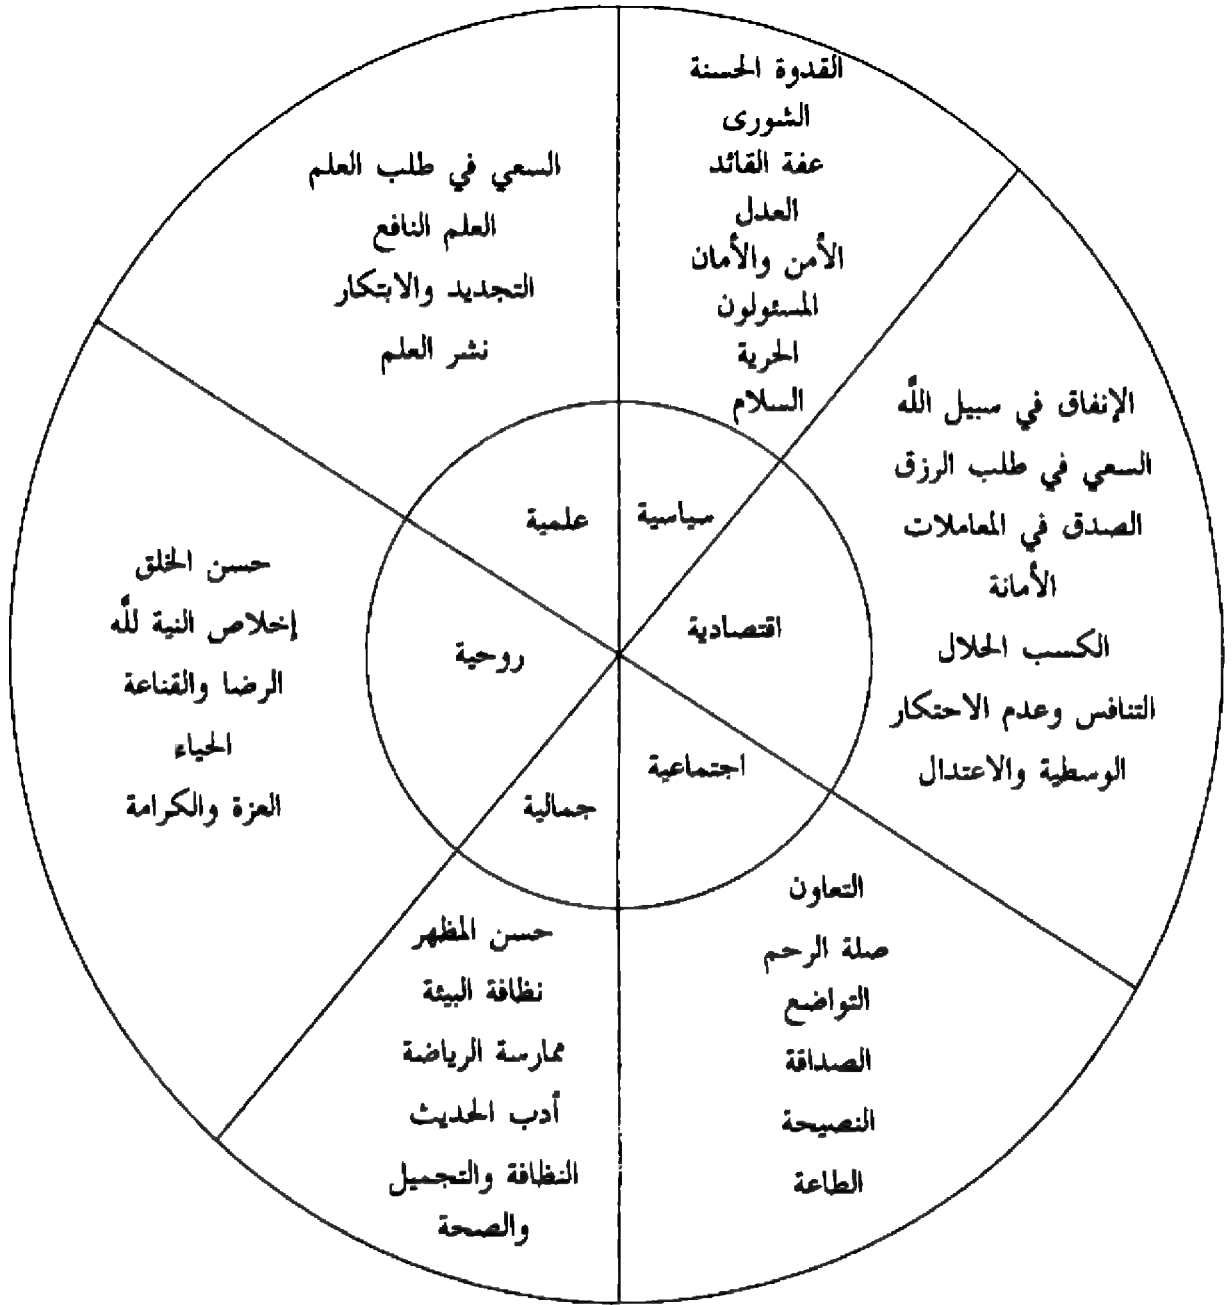 القدوة الحسنة
الشورى
عفة القائد
العدل
الأمن والأمان
المسئولون
الحرية
السلام
سياسية
الإنفاق في سبيل اللَّه
السعي في طلب الرزق
الصدق في المعاملات
الأمانة
الكسب الحلال
التنافس وعدم الاحتكار
الوسطية والاعتدال
اقتصادية
اجتماعية
التعاون
صلة الرحم
التواضع
الصداقة
النصيحة
الطاعة
جمالية
حسن المظهر
نظافة البيئة
ممارسة الرياضة
أدب الحديث
النظافة والتجميل
والصحة
روحية
حسن الخلق
إخلاص النية للَّه
الرضا والقناعة
الحياء
العزة والكرامة
السعي في طلب العلم
العلم النافع
التجديد والابتكار
نشر العلم
علمية